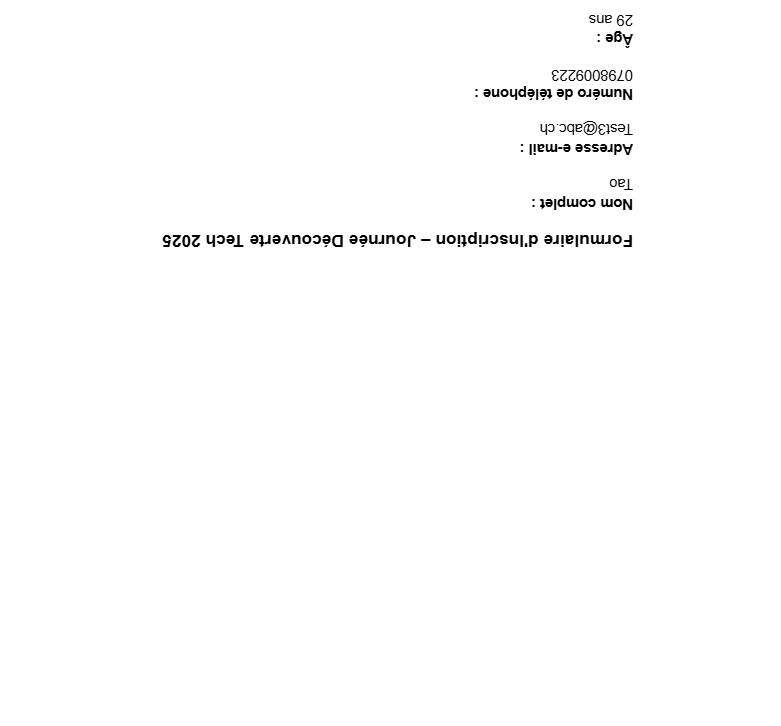 Formulaire d'Inscription – Journée Découverte Tech 2025
Nom complet :
Tao
Adresse e-mail :
Test3@abc.ch
Numéro de téléphone :
0798009223
Âge :
29 ans